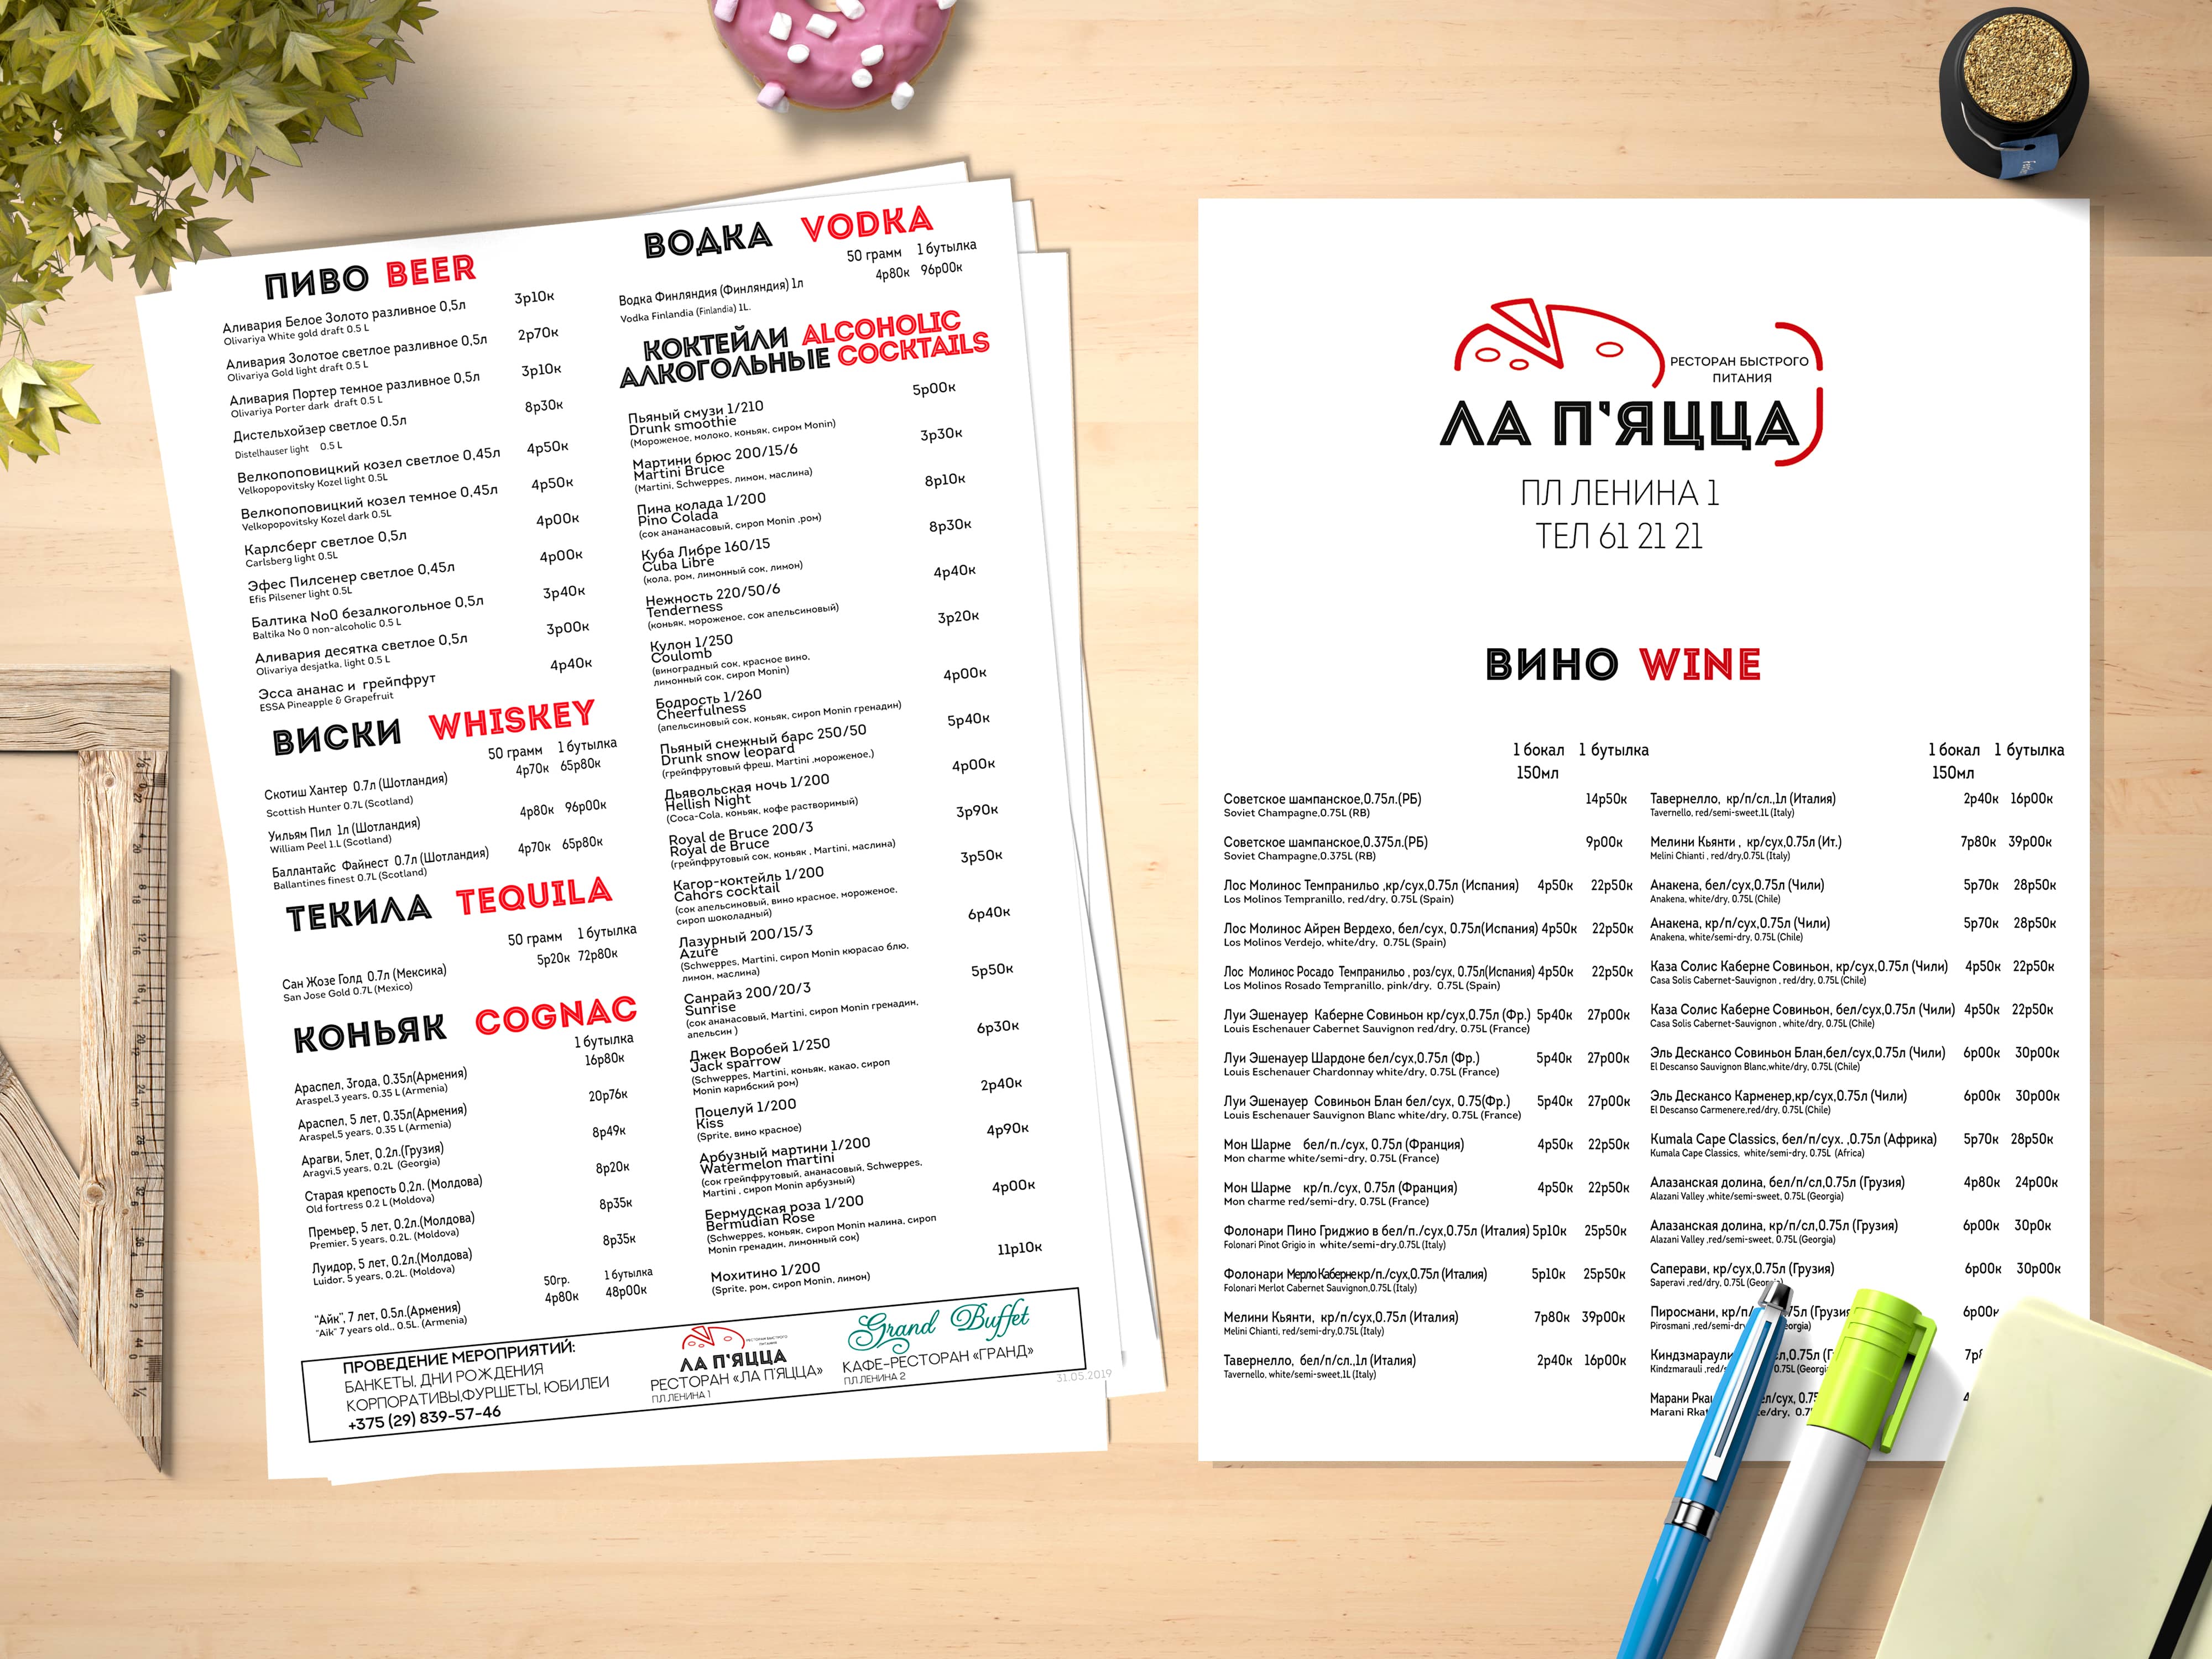 ПИВО BEER
Аливария Белое Золото разливное 0,5л 3р10к
Olivariya White gold draft 0.5 L
Аливария Золотое светлое разливное 0,5л 2р70к
Olivariya Gold light draft 0.5 L
Аливария Портер темное разливное 0,5л 3р10к
Olivariya Porter dark draft 0.5 L
Дистельхойзер светлое 0.5л 8р30к
Distelhauser light 0.5 L
Велкопоповицкий козел светлое 0,45л 4р50к
Velkopopovitsky Kozel light 0.5L
Велкопоповицкий козел темное 0,45л 4р50к
Velkopopovitsky Kozel dark 0.5L
Карлсберг светлое 0,5л 4р00к
Carlsberg light 0.5L
Эфес Пилсенер светлое 0,45л 4р00к
Efis Pilsener light 0.5L
Балтика No0 безалкогольное 0,5л 3р40к
Baltika No 0 non-alcoholic 0.5 L
Аливария десятка светлое 0,5л 3р00к
Olivariya desjatka, light 0.5 L
Эсса ананас и грейпфрут 4р40к
ESSA Pineapple & Grapefruit
ВИСКИ WHISKEY
50 грамм 1 бутылка
4р70к 65р80к
Скотиш Хантер 0.7л (Шотландия)
Scottish Hunter 0.7L (Scotland)
4р80к 96р00к
Уильям Пил 1л (Шотландия)
William Peel 1.L (Scotland)
Баллантайс Файнест 0.7л (Шотландия) 4р70к 65р80к
Ballantines finest 0.7L (Scotland)
ТЕКИЛА TEQUILA
50 грамм 1 бутылка
5р20к 72р80к
Сан Жозе Голд 0.7л (Мексика)
San Jose Gold 0.7L (Mexico)
КОНЬЯК COGNAC
1 бутылка
16р80к
Араспел, 3года, 0.35л(Армения)
Araspel,3 years, 0.35 L (Armenia)
20р76к
Араспел, 5 лет, 0.35л(Армения)
Araspel,5 years, 0.35 L (Armenia)
8р49к
Арагви, 5лет, 0.2л.(Грузия)
Aragvi,5 years, 0.2L (Georgia)
8р20к
Старая крепость 0,2л. (Молдова)
Old fortress 0.2 L (Moldova)
8р35к
Премьер, 5 лет, 0.2л.(Молдова)
Premier, 5 years, 0.2L. (Moldova)
8р35к
Луидор, 5 лет, 0.2л.(Молдова)
Luidor, 5 years, 0.2L. (Moldova)
50гр. 1 бутылка
4р80к 48р00к
"Айк", 7 лет, 0.5л.(Армения)
"Aik" 7 years old., 0.5L. (Armenia)
ВОДКА VODKA
50 грамм 1 бутылка
4р80к 96р00к
Водка Финляндия (Финляндия) 1л
Vodka Finlandia (Finlandia) 1L.
КОКТЕЙЛИ ALCOHOLIC
АЛКОГОЛЬНЫЕ COCKTAILS
5р00к
Пьяный смузи 1/210
Drunk smoothie
(Мороженое, молоко, коньяк, сироп Monin)
3р30к
Мартини брюс 200/15/6
Martini Bruce
(Martini, Schweppes, лимон, маслина)
8р10к
Пина колада 1/200
Pino Colada
(сок анананасовый, сироп Monin ,ром)
8р30к
Куба Либре 160/15
Cuba Libre
(кола, ром, лимонный сок, лимон)
4р40к
Нежность 220/50/6
Tenderness
(коньяк, мороженое, сок апельсиновый)
3р20к
Кулон 1/250
Coulomb
(виноградный сок, красное вино,
лимонный сок, сироп Monin)
4р00к
Бодрость 1/260
Cheerfulness
(апельсиновый сок, коньяк, сироп Monin гренадин)
5р40к
Пьяный снежный барс 250/50
Drunk snow leopard
(грейпфрутовый фреш, Martini ,мороженое,)
4р00к
Дьявольская ночь 1/200
Hellish Night
(Coca-Cola, коньяк, кофе растворимый)
3р90к
Royal de Bruce 200/3
Royal de Bruce
(грейпфрутовый сок, коньяк , Martini, маслина)
3р50к
Кагор-коктейль 1/200
Cahors cocktail
(сок апельсиновый, вино красное, мороженое,
сироп шоколадный)
6р40к
Лазурный 200/15/3
Azure
(Schweppes, Martini, сироп Monin кюрасао блю,
лимон, маслина)
5р50к
Санрайз 200/20/3
Sunrise
(сок ананасовый, Martini, сироп Monin гренадин,
апельсин )
6р30к
Джек Воробей 1/250
Jack sparrow
(Schweppes, Martini, коньяк, какао, сироп
Monin карибский ром)
2р40к
Поцелуй 1/200
Kiss
(Sprite, вино красное)
4р90к
Арбузный мартини 1/200
Watermelon martini
(сок грейпфрутовый, ананасовый, Schweppes,
Martini , сироп Monin арбузный)
4р00к
Бермудская роза 1/200
Bermudian Rose
(Schweppes, коньяк, сироп Monin малина, сироп
Monin гренадин, лимонный сок)
11р10к
Мохитино 1/200
(Sprite, ром, сироп Monin, лимон)
ПРОВЕДЕНИЕ МЕРОПРИЯТИЙ:
БАНКЕТЫ, ДНИ РОЖДЕНИЯ
КОРПОРАТИВЫ,ФУРШЕТЫ, ЮБИЛЕИ
+375 (29) 839-57-46
РЕСТОРАН БЫСТРОГО
ПИТАНИЯ
ЛА П'ЯЦЦА
РЕСТОРАН «ЛА П'ЯЦЦА»
ПЛ.ЛЕНИНА 1
Grand Buffet
КАФЕ-РЕСТОРАН «ГРАНД»
ПЛ.ЛЕНИНА 2
31.05.2019
РЕСТОРАН БЫСТРОГО
ПИТАНИЯ
ЛА П'ЯЦЦА
ПЛ ЛЕНИНА 1
ТЕЛ 61 21 21
ВИНО WINE
1 бокал 1 бутылка
150мл
Советское шампанское,0.75л.(РБ) 14р50к
Soviet Champagne,0.75L (RB)
Советское шампанское,0.375л.(РБ) 9р00к
Soviet Champagne,0.375L (RB)
Лос Молинос Темпранильо ,кр/сух,0.75л (Испания) 4р50к 22р50к
Los Molinos Tempranillo, red/dry, 0.75L (Spain)
Лос Молинос Айрен Вердехо, бел/сух, 0.75л(Испания) 4р50к 22р50к
Los Molinos Verdejo, white/dry, 0.75L (Spain)
Лос Молинос Росадо Темпранильо , роз/сух, 0.75л(Испания) 4р50к 22р50к
Los Molinos Rosado Tempranillo, pink/dry, 0.75L (Spain)
Луи Эшенауер Каберне Совиньон кр/сух,0.75л (Фр.) 5р40к 27р00к
Louis Eschenauer Cabernet Sauvignon red/dry, 0.75L (France)
Луи Эшенауер Шардоне бел/сух,0.75л (Фр.) 5р40к 27р00к
Louis Eschenauer Chardonnay white/dry, 0.75L (France)
Луи Эшенауер Совиньон Блан бел/сух, 0.75(Фр.) 5р40к 27р00к
Louis Eschenauer Sauvignon Blanc white/dry, 0.75L (France)
Мон Шарме бел/п./сух, 0.75л (Франция) 4р50к 22р50к
Mon charme white/semi-dry, 0.75L (France)
Мон Шарме кр/п./сух, 0.75л (Франция) 4р50к 22р50к
Mon charme red/semi-dry, 0.75L (France)
Фолонари Пино Гриджио в бел/п./сух,0.75л (Италия) 5р10к 25р50к
Folonari Pinot Grigio in white/semi-dry,0.75L (Italy)
Фолонари Мерло Каберне кр/п./сух,0.75л (Италия) 5р10к 25р50к
Folonari Merlot Cabernet Sauvignon,0.75L (Italy)
Мелини Кьянти, кр/п/сух,0.75л (Италия) 7р80к 39р00к
Melini Chianti, red/semi-dry,0.75L (Italy)
Тавернелло, бел/п/сл.,1л (Италия) 2р40к 16р00к
Tavernello, white/semi-sweet,1L (Italy)
1 бокал 1 бутылка
150мл
Тавернелло, кр/п/сл.,1л (Италия) 2р40к 16р00к
Tavernello, red/semi-sweet,1L (Italy)
Мелини Кьянти , кр/сух,0.75л (Ит.) 7р80к 39р00к
Melini Chianti , red/dry,0.75L (Italy)
Анакена, бел/сух,0.75л (Чили) 5р70к 28р50к
Anakena, white/dry, 0.75L (Chile)
Анакена, кр/п/сух,0.75л (Чили) 5р70к 28р50к
Anakena, white/semi-dry, 0.75L (Chile)
Каза Солис Каберне Совиньон, кр/сух,0.75л (Чили) 4р50к 22р50к
Casa Solis Cabernet-Sauvignon , red/dry, 0.75L (Chile)
Каза Солис Каберне Совиньон, бел/сух,0.75л (Чили) 4р50к 22р50к
Casa Solis Cabernet-Sauvignon , white/dry, 0.75L (Chile)
Эль Дескансо Совиньон Блан,бел/сух,0.75л (Чили) 6р00к 30р00к
El Descanso Sauvignon Blanc,white/dry, 0.75L (Chile)
Эль Дескансо Карменер,кр/сух,0.75л (Чили) 6р00к 30р00к
El Descanso Carmenere,red/dry, 0.75L (Chile)
Kumala Cape Classics, бел/п/сух. ,0.75л (Африка) 5р70к 28р50к
Kumala Cape Classics, white/semi-dry, 0.75L (Africa)
Алазанская долина, бел/п/сл,0.75л (Грузия) 4р80к 24р00к
Alazani Valley ,white/semi-sweet, 0.75L (Georgia)
Алазанская долина, кр/п/сл,0.75л (Грузия) 6р00к 30р0к
Alazani Valley ,red/semi-sweet, 0.75L (Georgia)
Саперави, кр/сух,0.75л (Грузия) 6р00к 30р00к
Saperavi ,red/dry, 0.75L
Пиросмани, 6р00к
Pirosmani
Киндзмараули
Kindzmarauli 0.75L
Марани
Marani